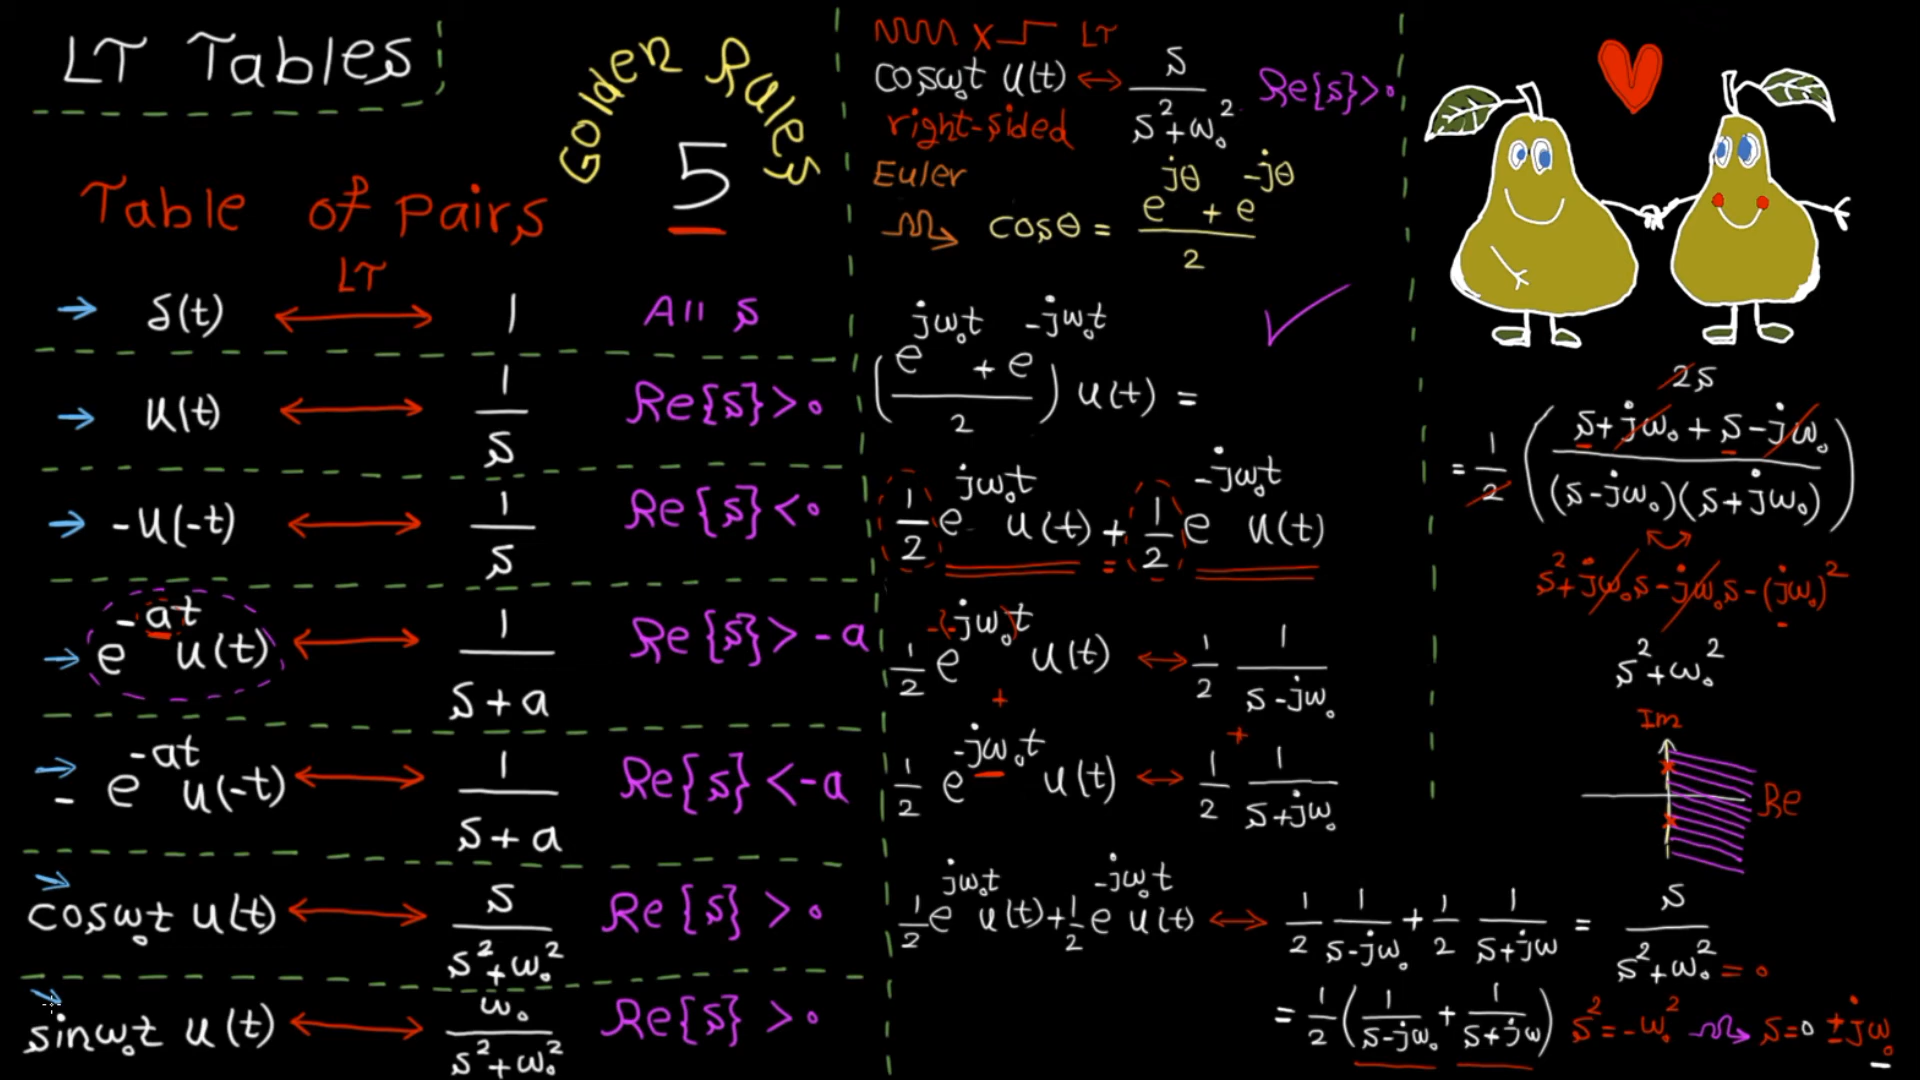 LT Tables
Golden Rules
5
Table of pairs
LT
δ(t) ⟷ 1 All s
u(t) ⟷ 1/s Re{s}>0
-u(-t) ⟷ 1/s Re{s}<0
e^{-at} u(t) ⟷ 1/(s+a) Re{s}>-a
-e^{-at} u(-t) ⟷ 1/(s+a) Re{s}<-a
cosω₀t u(t) ⟷ s/(s²+ω₀²) Re{s}>0
sinω₀t u(t) ⟷ ω₀/(s²+ω₀²) Re{s}>0
x LT
cosω₀t u(t) ↔ s/(s²+ω₀²) Re{s}>0
right-sided
Euler
cosθ = (e^{jθ} + e^{-jθ})/2
((e^{jω₀t} + e^{-jω₀t})/2) u(t) =
1/2 e^{jω₀t} u(t) + 1/2 e^{-jω₀t} u(t)
=
1/2 e^{-(-jω₀)t} u(t) ↔ 1/2 1/(s-jω₀)
+ +
1/2 e^{-jω₀t} u(t) ↔ 1/2 1/(s+jω₀)
1/2 e^{jω₀t} u(t) + 1/2 e^{-jω₀t} u(t) ↔ 1/2 1/(s-jω₀) + 1/2 1/(s+jω) = s/(s²+ω₀²) = 0
= 1/2 (1/(s-jω₀) + 1/(s+jω)) s² = -ω₀² s = 0 ± jω₀
2s
= 1/2 ((s+jω₀+s-jω₀)/((s-jω₀)(s+jω₀)))
s²+jω₀s-jω₀s-(jω₀)²
s²+ω₀²
Im
Re